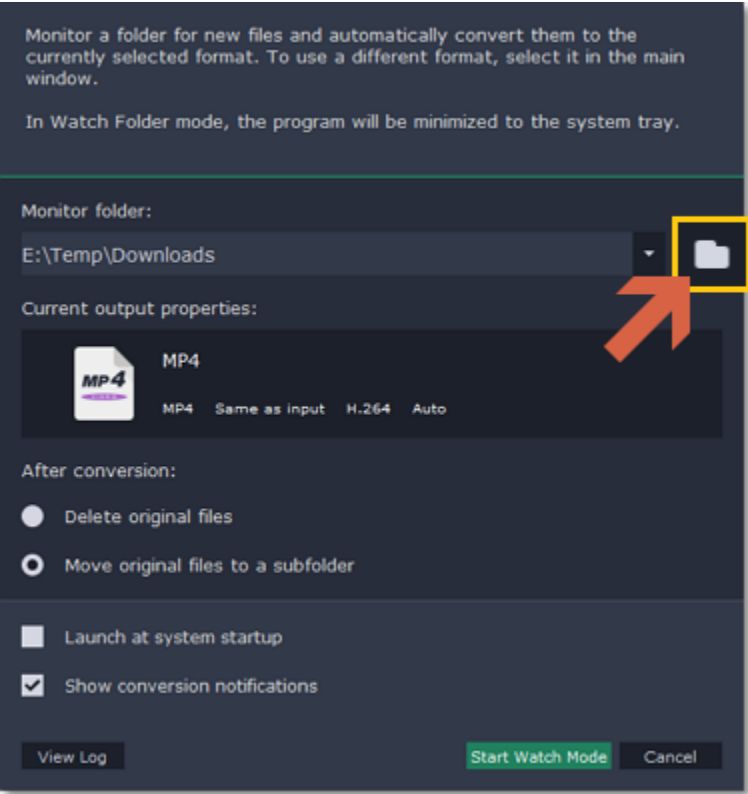 Monitor a folder for new files and automatically convert them to the
currently selected format. To use a different format, select it in the main
window.
In Watch Folder mode, the program will be minimized to the system tray.
Monitor folder:
E:\Temp\Downloads
Current output properties:
MP4
MP4
MP4 Same as input H.264 Auto
After conversion:
Delete original files
Move original files to a subfolder
Launch at system startup
Show conversion notifications
View Log Start Watch Mode Cancel